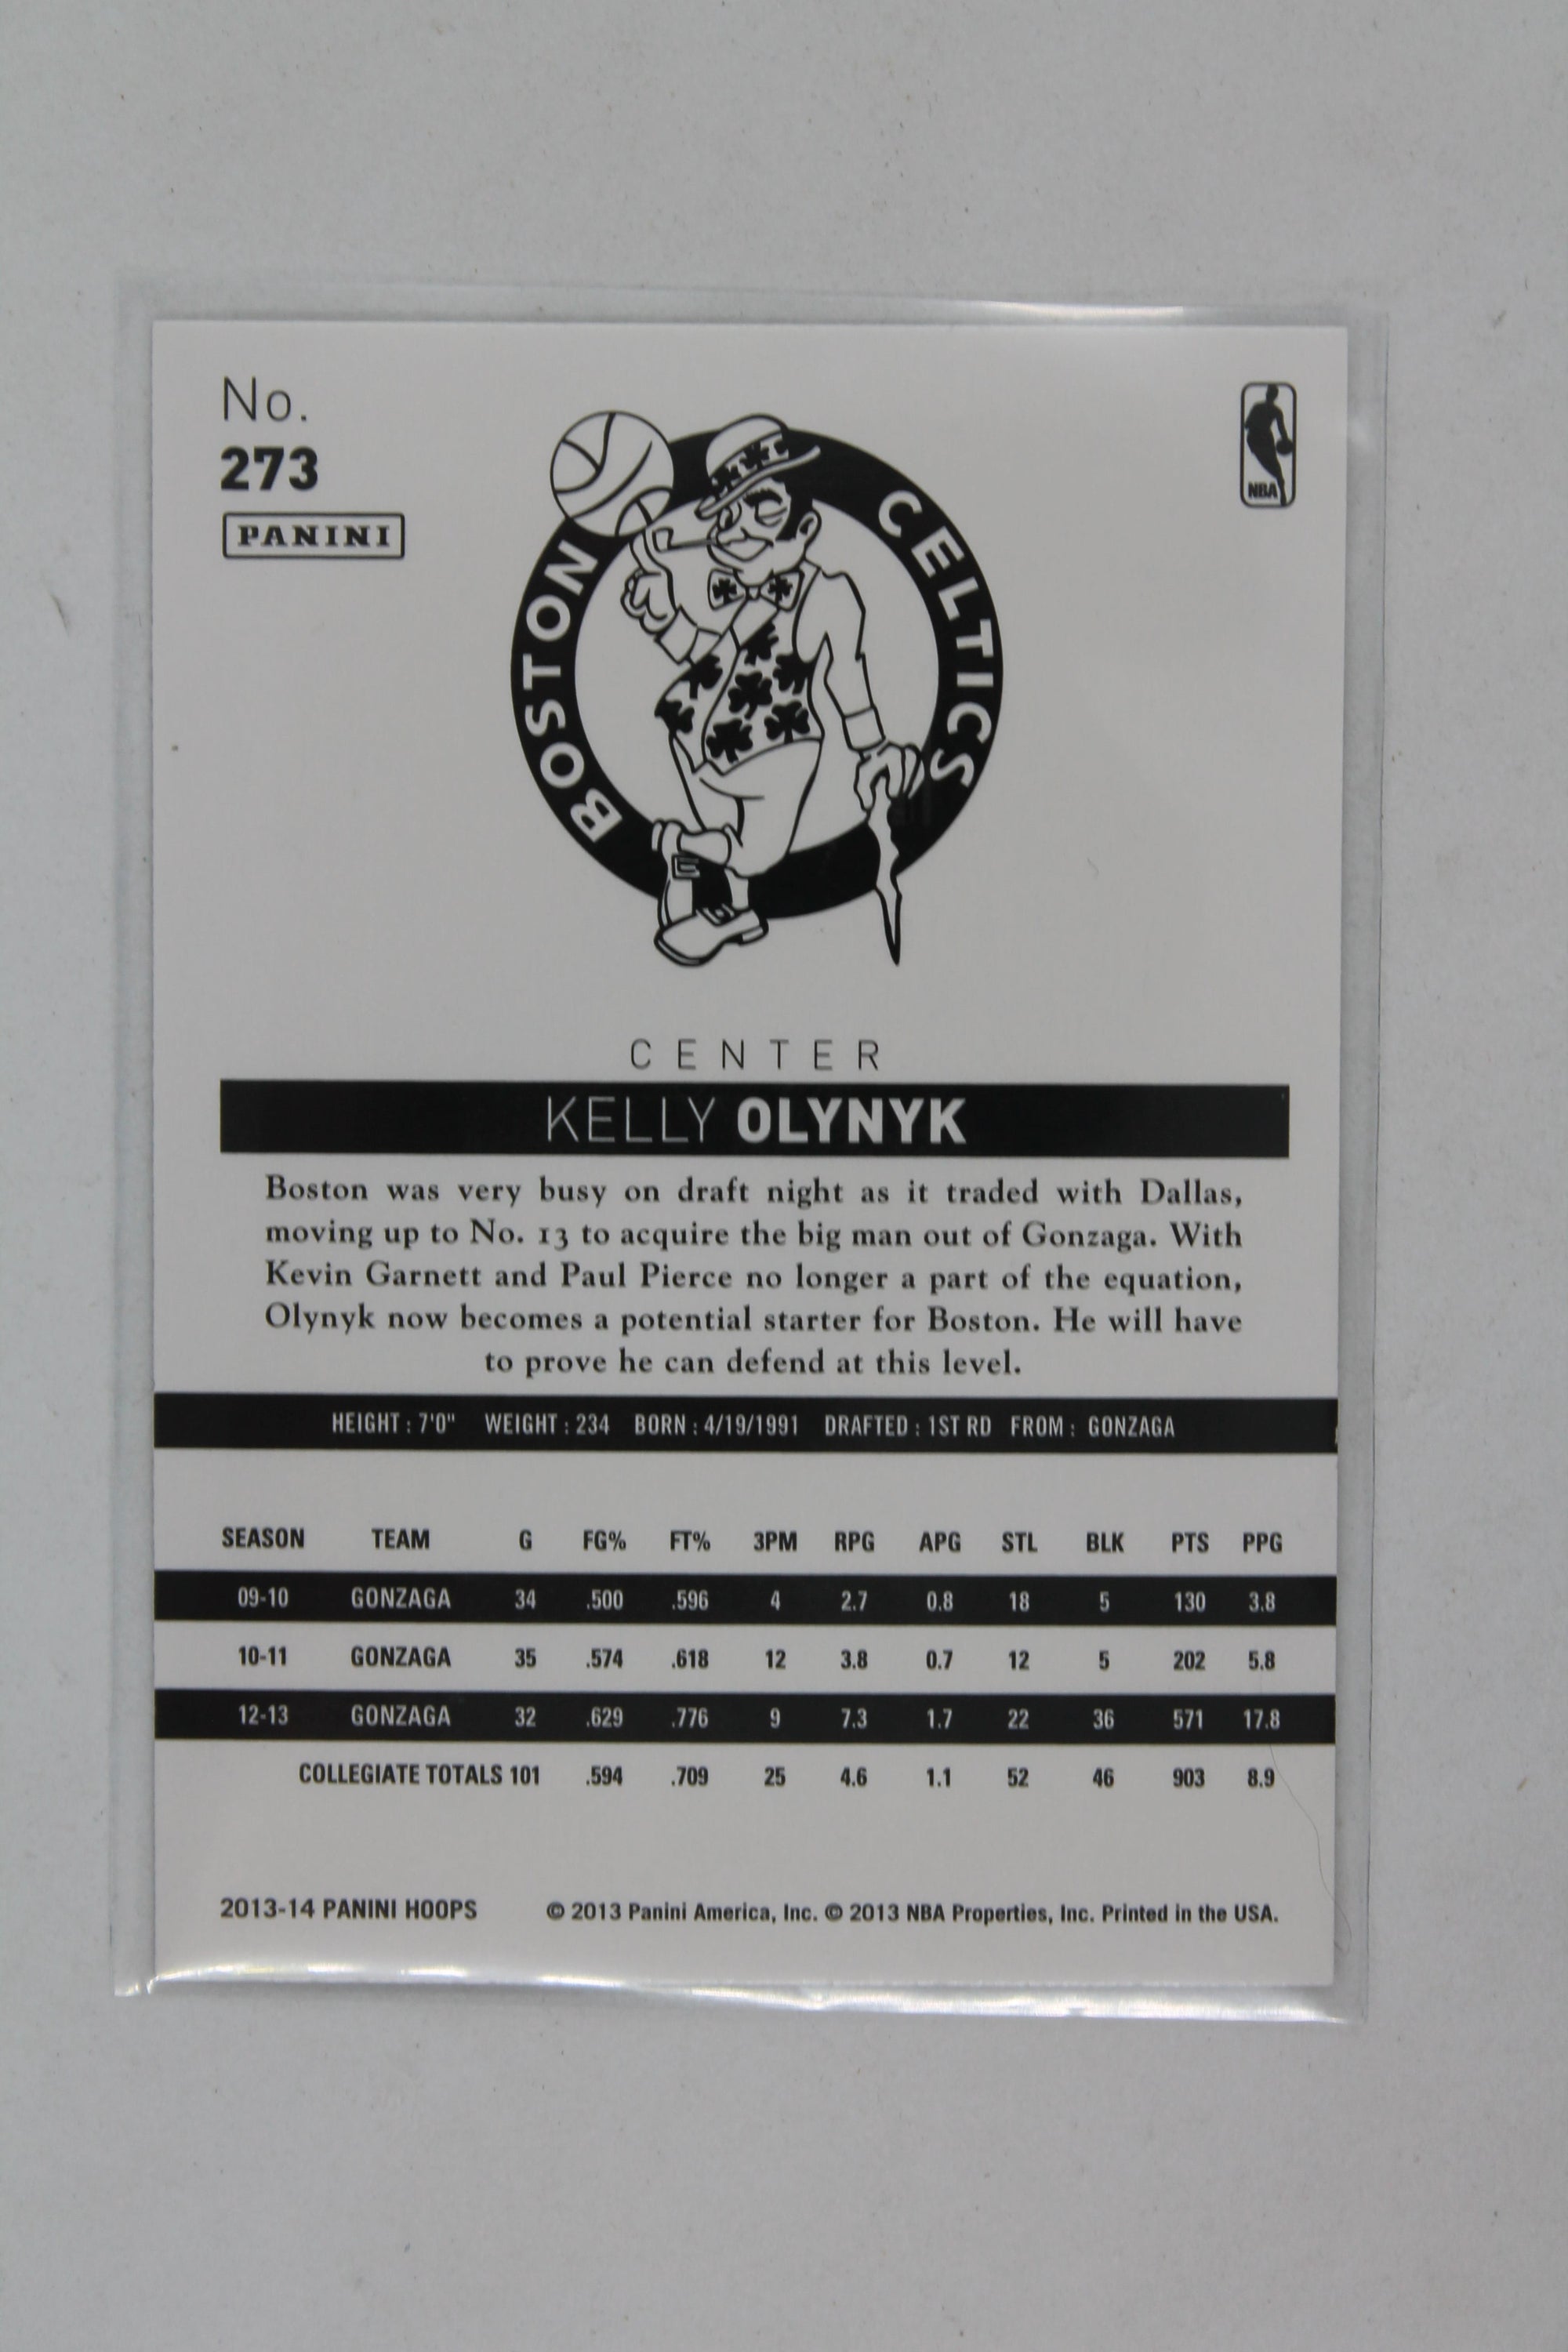 No.
273
PANINI
BOSTON CELTICS
NBA
CENTER
KELLY OLYNYK
Boston was very busy on draft night as it traded with Dallas,
moving up to No. 13 to acquire the big man out of Gonzaga. With
Kevin Garnett and Paul Pierce no longer a part of the equation,
Olynyk now becomes a potential starter for Boston. He will have
to prove he can defend at this level.
HEIGHT : 7'0" WEIGHT : 234 BORN : 4/19/1991 DRAFTED : 1ST RD FROM : GONZAGA
SEASON TEAM G FG% FT% 3PM RPG APG STL BLK PTS PPG
09-10 GONZAGA 34 .500 .596 4 2.7 0.8 18 5 130 3.8
10-11 GONZAGA 35 .574 .618 12 3.8 0.7 12 5 202 5.8
12-13 GONZAGA 32 .629 .776 9 7.3 1.7 22 36 571 17.8
COLLEGIATE TOTALS 101 .594 .709 25 4.6 1.1 52 46 903 8.9
2013-14 PANINI HOOPS © 2013 Panini America, Inc. © 2013 NBA Properties, Inc. Printed in the USA.